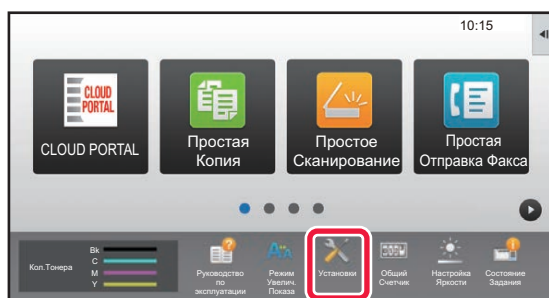 10:15
CLOUD
PORTAL
CLOUD PORTAL
Простая
Копия
Простое
Сканирование
Простая
Отправка Факса
Кол.Тонера
Bk
C
M
Y
Руководство
по
эксплуатации
Режим
Увелич.
Показа
Установки
Общий
Счетчик
Настройка
Яркости
Состояние
Задания